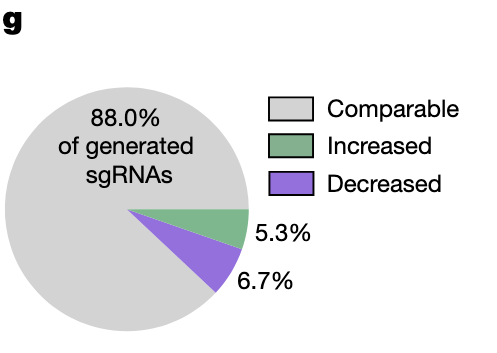 g
88.0%
of generated
sgRNAs
Comparable
Increased
Decreased
5.3%
6.7%